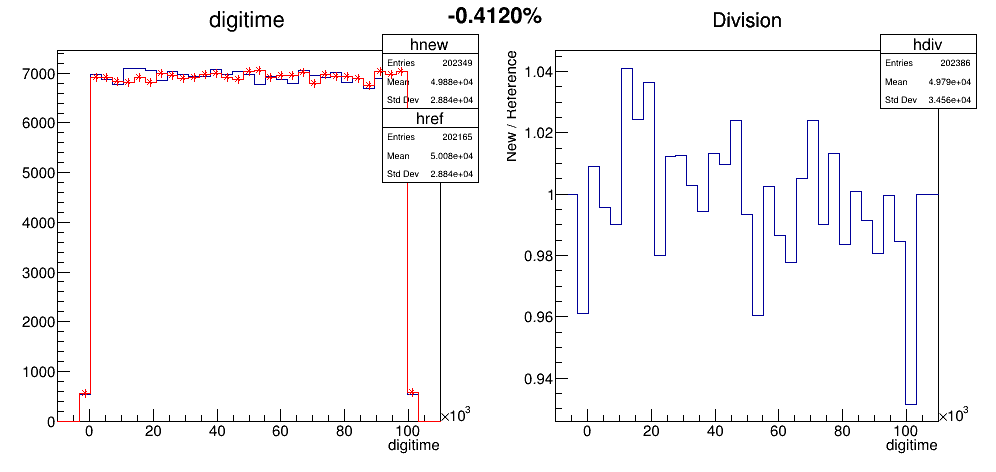 -0.4120%
digitime
hnew
Entries 202349
Mean 4.988e+04
Std Dev 2.884e+04
href
Entries 202165
Mean 5.008e+04
Std Dev 2.884e+04
7000
6000
5000
4000
3000
2000
1000
0
0 20 40 60 80 100
×10³
digitime
Division
hdiv
Entries 202386
Mean 4.979e+04
Std Dev 3.456e+04
New / Reference
1.04
1.02
1
0.98
0.96
0.94
0 20 40 60 80 100
×10³
digitime